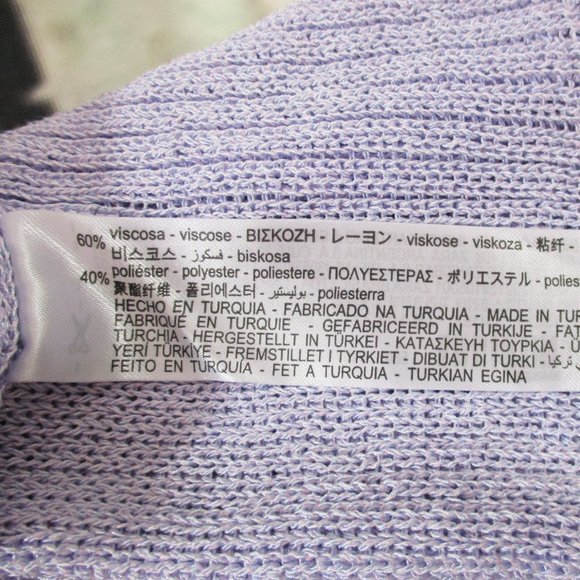 60% viscosa - viscose - ΒΙΣΚΟΖΗ - レーヨン - viskose - viskoza - 粘纤 -
비스코스 - فسكوز - biskosa
40% poliéster - polyester - poliestere - ΠΟΛΥΕΣΤΕΡΑΣ - ポリエステル - polies
聚酯纤维 - 폴리에스터 - بوليستير - poliesterra
HECHO EN TURQUIA - FABRICADO NA TURQUIA - MADE IN TUR
FABRIQUE EN TURQUIE - GEFABRICEERD IN TURKIJE - FAT
TURCHIA - HERGESTELLT IN TÜRKEI - ΚΑΤΑΣΚΕΥΗ ΤΟΥΡΚΙΑ - Ü
YERİ TÜRKİYE - FREMSTILLET I TYRKIET - DIBUAT DI TURKI -
FEITO EN TURQUÍA - FET A TURQUIA - TURKIAN EGINA